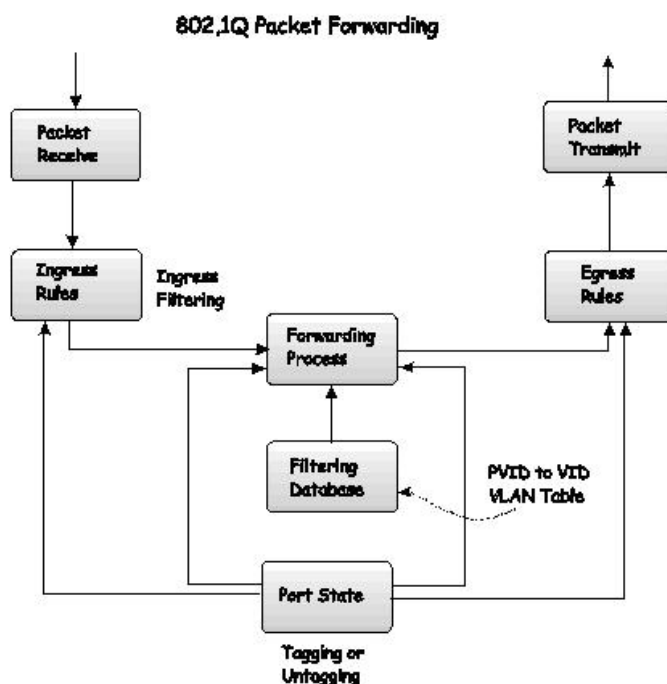 802,1Q Packet Forwarding
Packet
Receive
Packet
Transmit
Ingress
Rules
Ingress
Filtering
Egress
Rules
Forwarding
Process
Filtering
Database
PVID to VID
VLAN Table
Port State
Tagging or
Untagging